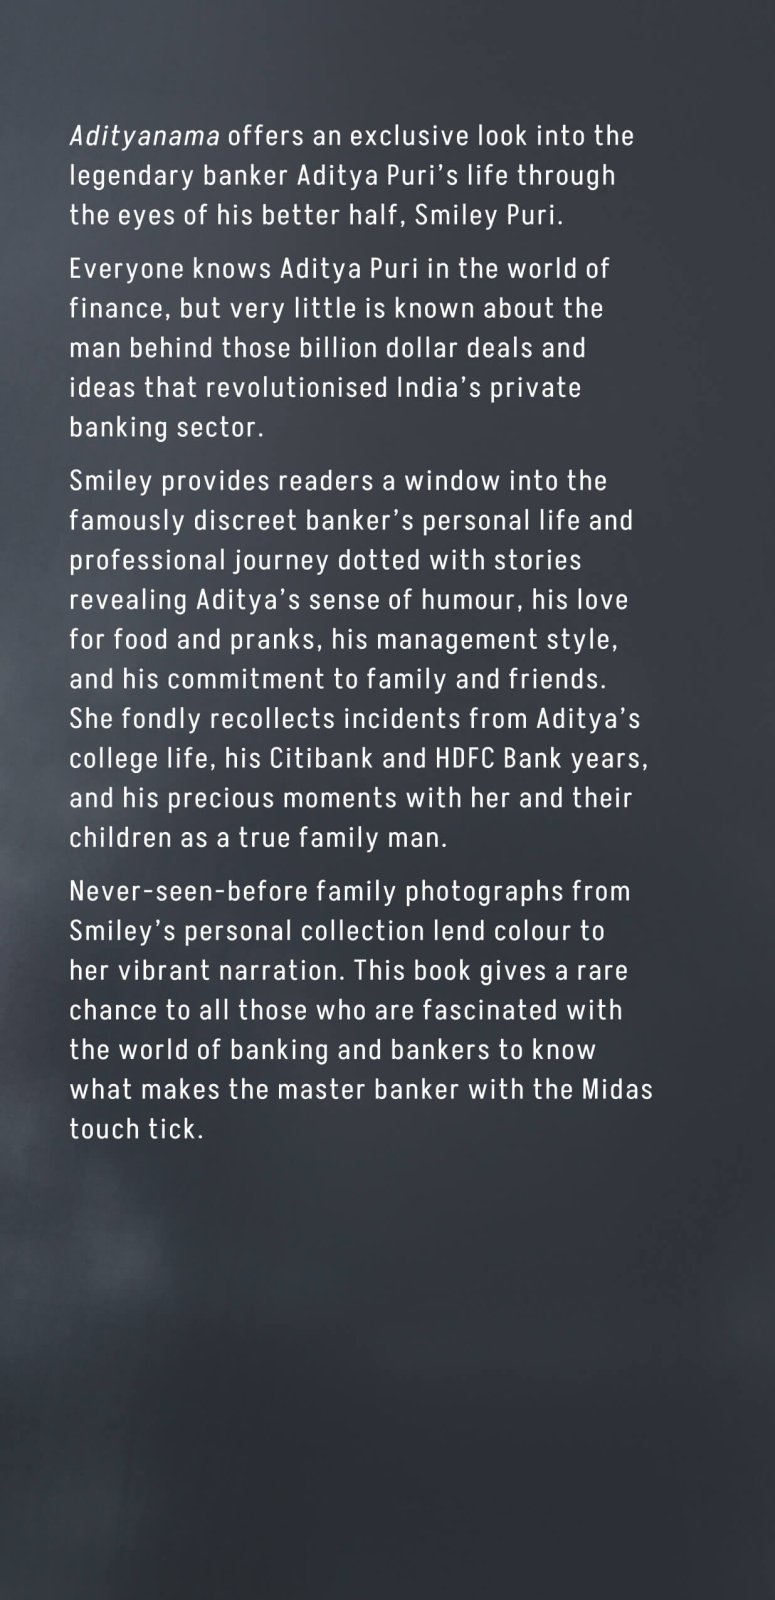 Adityanama offers an exclusive look into the
legendary banker Aditya Puri’s life through
the eyes of his better half, Smiley Puri.
Everyone knows Aditya Puri in the world of
finance, but very little is known about the
man behind those billion dollar deals and
ideas that revolutionised India’s private
banking sector.
Smiley provides readers a window into the
famously discreet banker’s personal life and
professional journey dotted with stories
revealing Aditya’s sense of humour, his love
for food and pranks, his management style,
and his commitment to family and friends.
She fondly recollects incidents from Aditya’s
college life, his Citibank and HDFC Bank years,
and his precious moments with her and their
children as a true family man.
Never-seen-before family photographs from
Smiley’s personal collection lend colour to
her vibrant narration. This book gives a rare
chance to all those who are fascinated with
the world of banking and bankers to know
what makes the master banker with the Midas
touch tick.